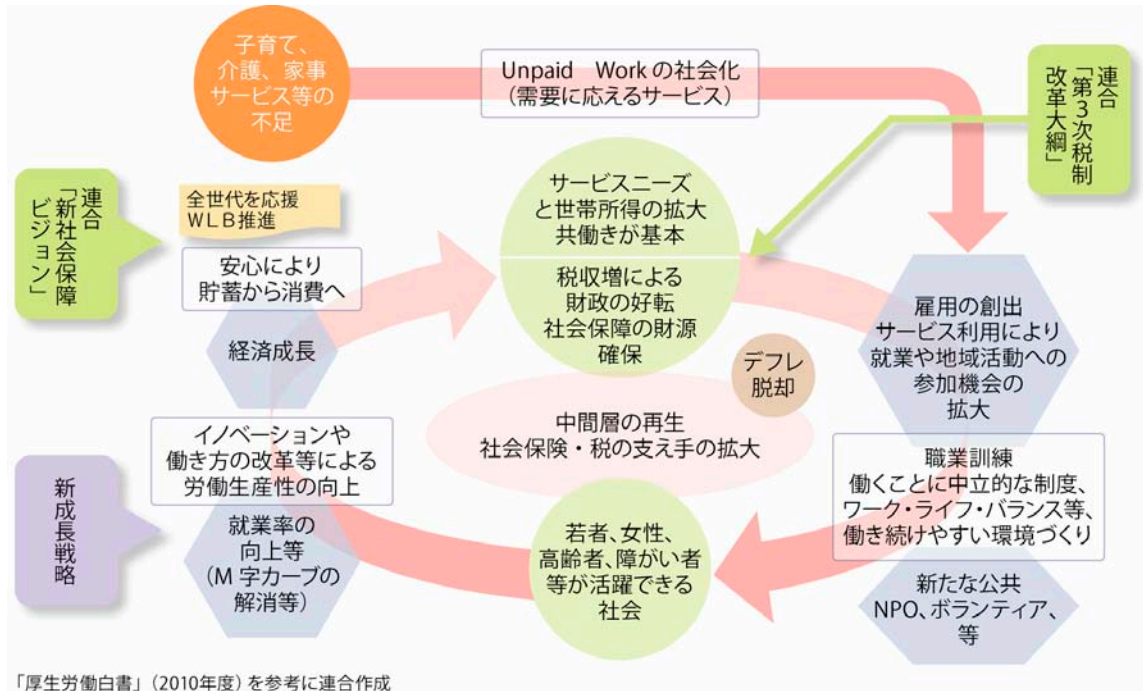 子育て、
介護、家事
サービス等の
不足
Unpaid　Work の社会化
（需要に応えるサービス）
連合
「第３次税制
改革大綱」
連合
「新社会保障
ビジョン」
全世代を応援
ＷＬＢ推進
安心により
貯蓄から消費へ
経済成長
サービスニーズ
と世帯所得の拡大
共働きが基本
税収増による
財政の好転
社会保障の財源
確保
デフレ
脱却
雇用の創出
サービス利用により
就業や地域活動への
参加機会の
拡大
中間層の再生
社会保険・税の支え手の拡大
イノベーションや
働き方の改革等による
労働生産性の向上
新成長戦略
就業率の
向上等
（M 字カーブの
解消等）
若者、女性、
高齢者、障がい者
等が活躍できる
社会
職業訓練
働くことに中立的な制度、
ワーク・ライフ・バランス等、
働き続けやすい環境づくり
新たな公共
NPO、ボランティア、
等
「厚生労働白書」（2010年度）を参考に連合作成